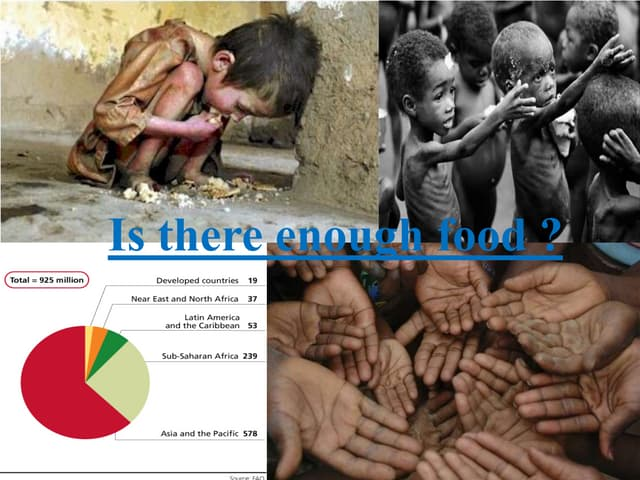 Is there enough food ?
Total = 925 million
Developed countries 19
Near East and North Africa 37
Latin America
and the Caribbean 53
Sub-Saharan Africa 239
Asia and the Pacific 578
Source: FAO